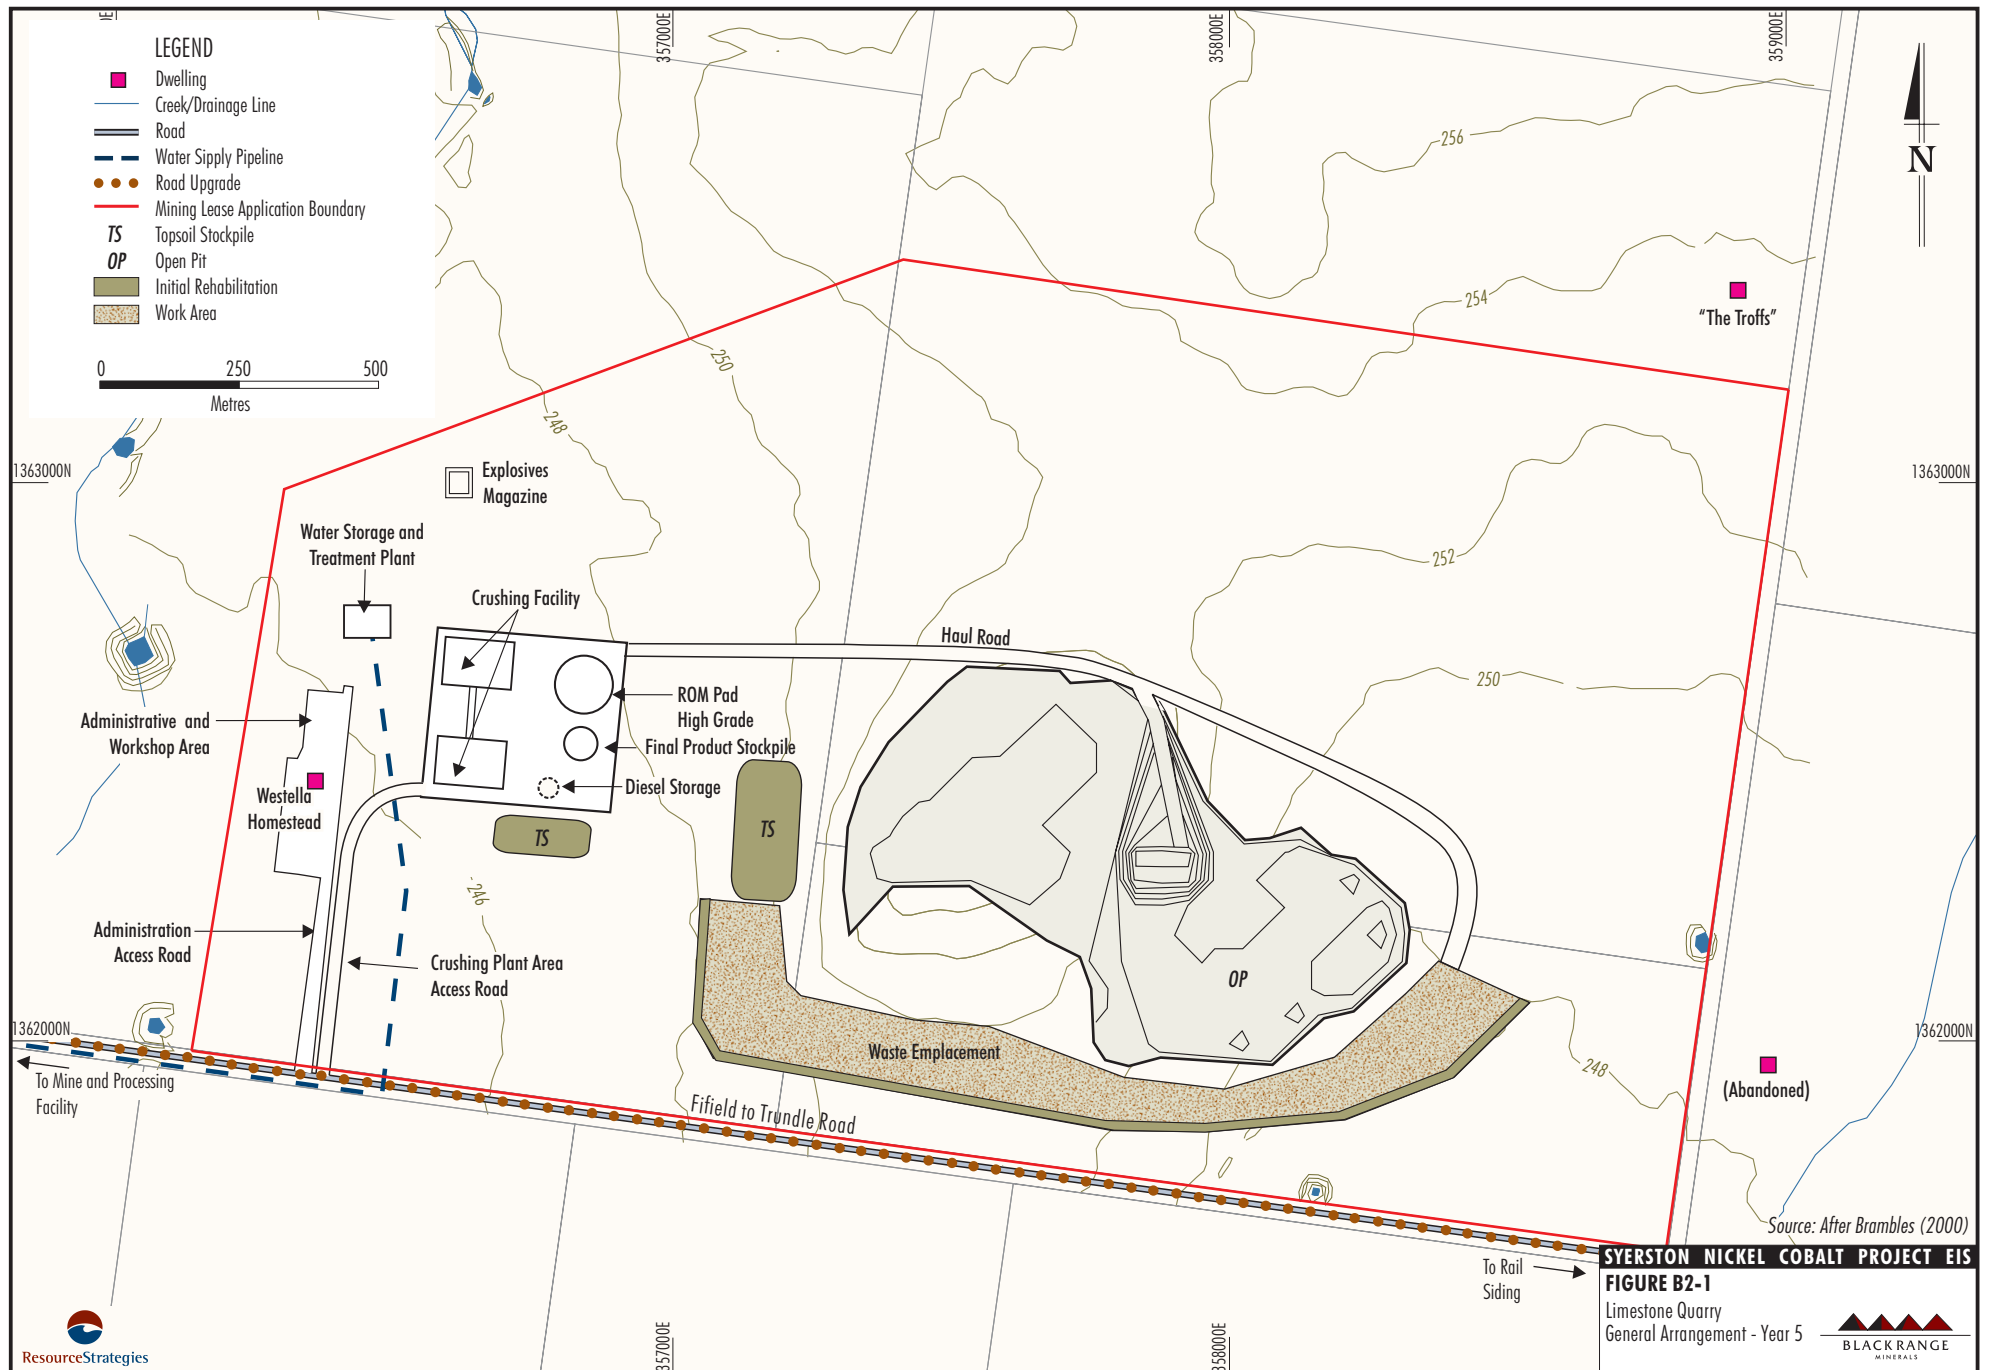 LEGEND
Dwelling
Creek/Drainage Line
Road
Water Sipply Pipeline
Road Upgrade
Mining Lease Application Boundary
TS Topsoil Stockpile
OP Open Pit
Initial Rehabilitation
Work Area
0 250 500
Metres
357000E
358000E
359000E
N
256
254
"The Troffs"
250
248
1363000N
1363000N
Explosives
Magazine
Water Storage and
Treatment Plant
252
Crushing Facility
Haul Road
250
ROM Pad
High Grade
Final Product Stockpile
Diesel Storage
Administrative and
Workshop Area
Westella
Homestead
TS
TS
246
Administration
Access Road
Crushing Plant Area
Access Road
OP
Waste Emplacement
1362000N
1362000N
248
(Abandoned)
To Mine and Processing
Facility
Fifield to Trundle Road
To Rail
Siding
Source: After Brambles (2000)
357000E
358000E
SYERSTON NICKEL COBALT PROJECT EIS
FIGURE B2-1
Limestone Quarry
General Arrangement - Year 5
BLACK RANGE
MINERALS
ResourceStrategies